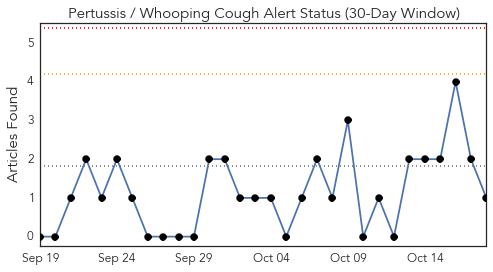 Pertussis / Whooping Cough Alert Status (30-Day Window)
Articles Found
5
4
3
2
1
0
Sep 19 Sep 24 Sep 29 Oct 04 Oct 09 Oct 14